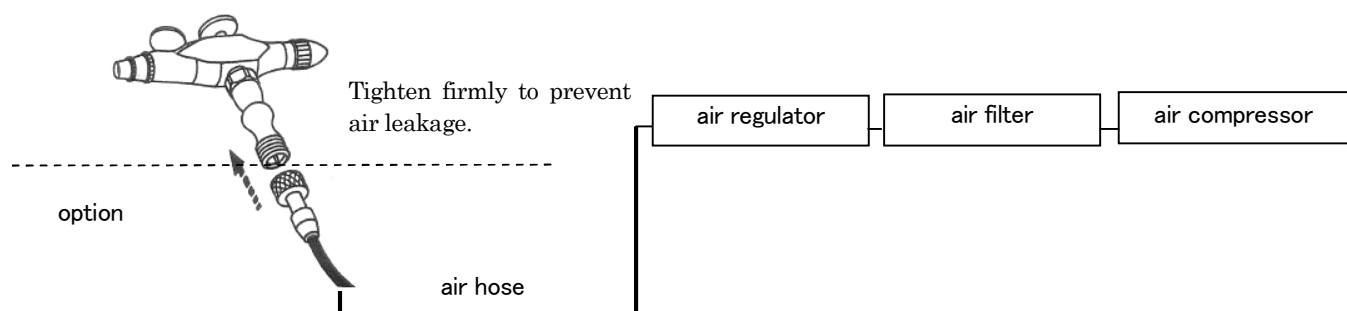 Tighten firmly to prevent
air leakage.
air regulator
air filter
air compressor
option
air hose